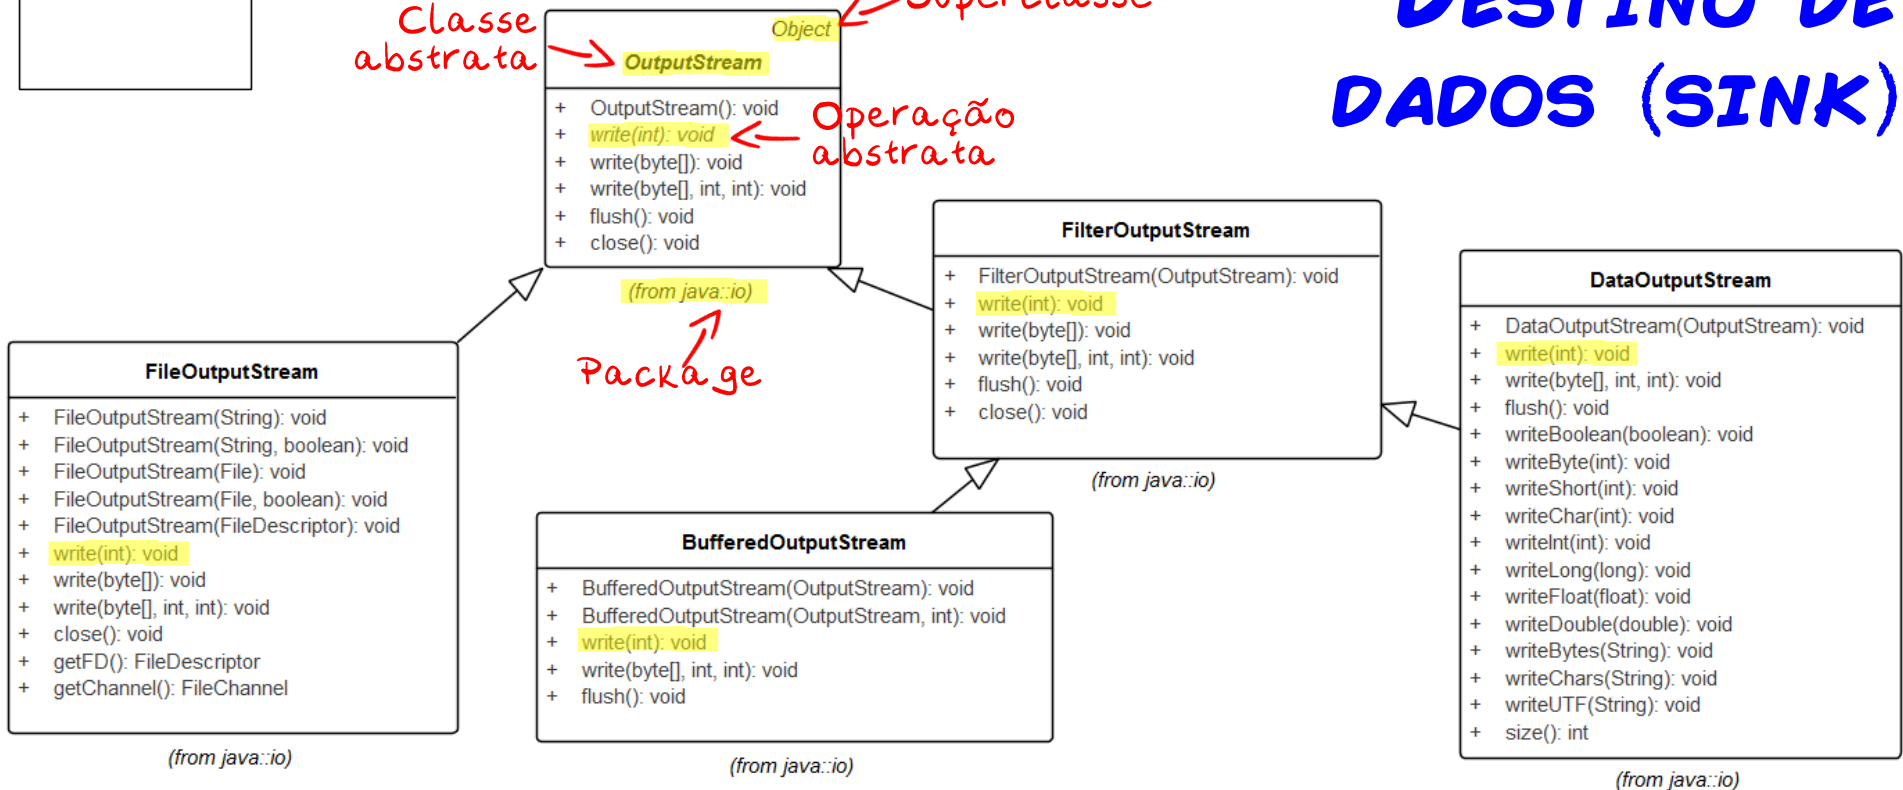 Superclasse
DESTINO DE
DADOS (SINK)
Classe
abstrata
Object
OutputStream
+ OutputStream(): void
+ write(int): void
+ write(byte[]): void
+ write(byte[], int, int): void
+ flush(): void
+ close(): void
Operação
abstrata
(from java::io)
Package
FileOutputStream
+ FileOutputStream(String): void
+ FileOutputStream(String, boolean): void
+ FileOutputStream(File): void
+ FileOutputStream(File, boolean): void
+ FileOutputStream(FileDescriptor): void
+ write(int): void
+ write(byte[]): void
+ write(byte[], int, int): void
+ close(): void
+ getFD(): FileDescriptor
+ getChannel(): FileChannel
(from java::io)
FilterOutputStream
+ FilterOutputStream(OutputStream): void
+ write(int): void
+ write(byte[]): void
+ write(byte[], int, int): void
+ flush(): void
+ close(): void
(from java::io)
BufferedOutputStream
+ BufferedOutputStream(OutputStream): void
+ BufferedOutputStream(OutputStream, int): void
+ write(int): void
+ write(byte[], int, int): void
+ flush(): void
(from java::io)
DataOutputStream
+ DataOutputStream(OutputStream): void
+ write(int): void
+ write(byte[], int, int): void
+ flush(): void
+ writeBoolean(boolean): void
+ writeByte(int): void
+ writeShort(int): void
+ writeChar(int): void
+ writeInt(int): void
+ writeLong(long): void
+ writeFloat(float): void
+ writeDouble(double): void
+ writeBytes(String): void
+ writeChars(String): void
+ writeUTF(String): void
+ size(): int
(from java::io)